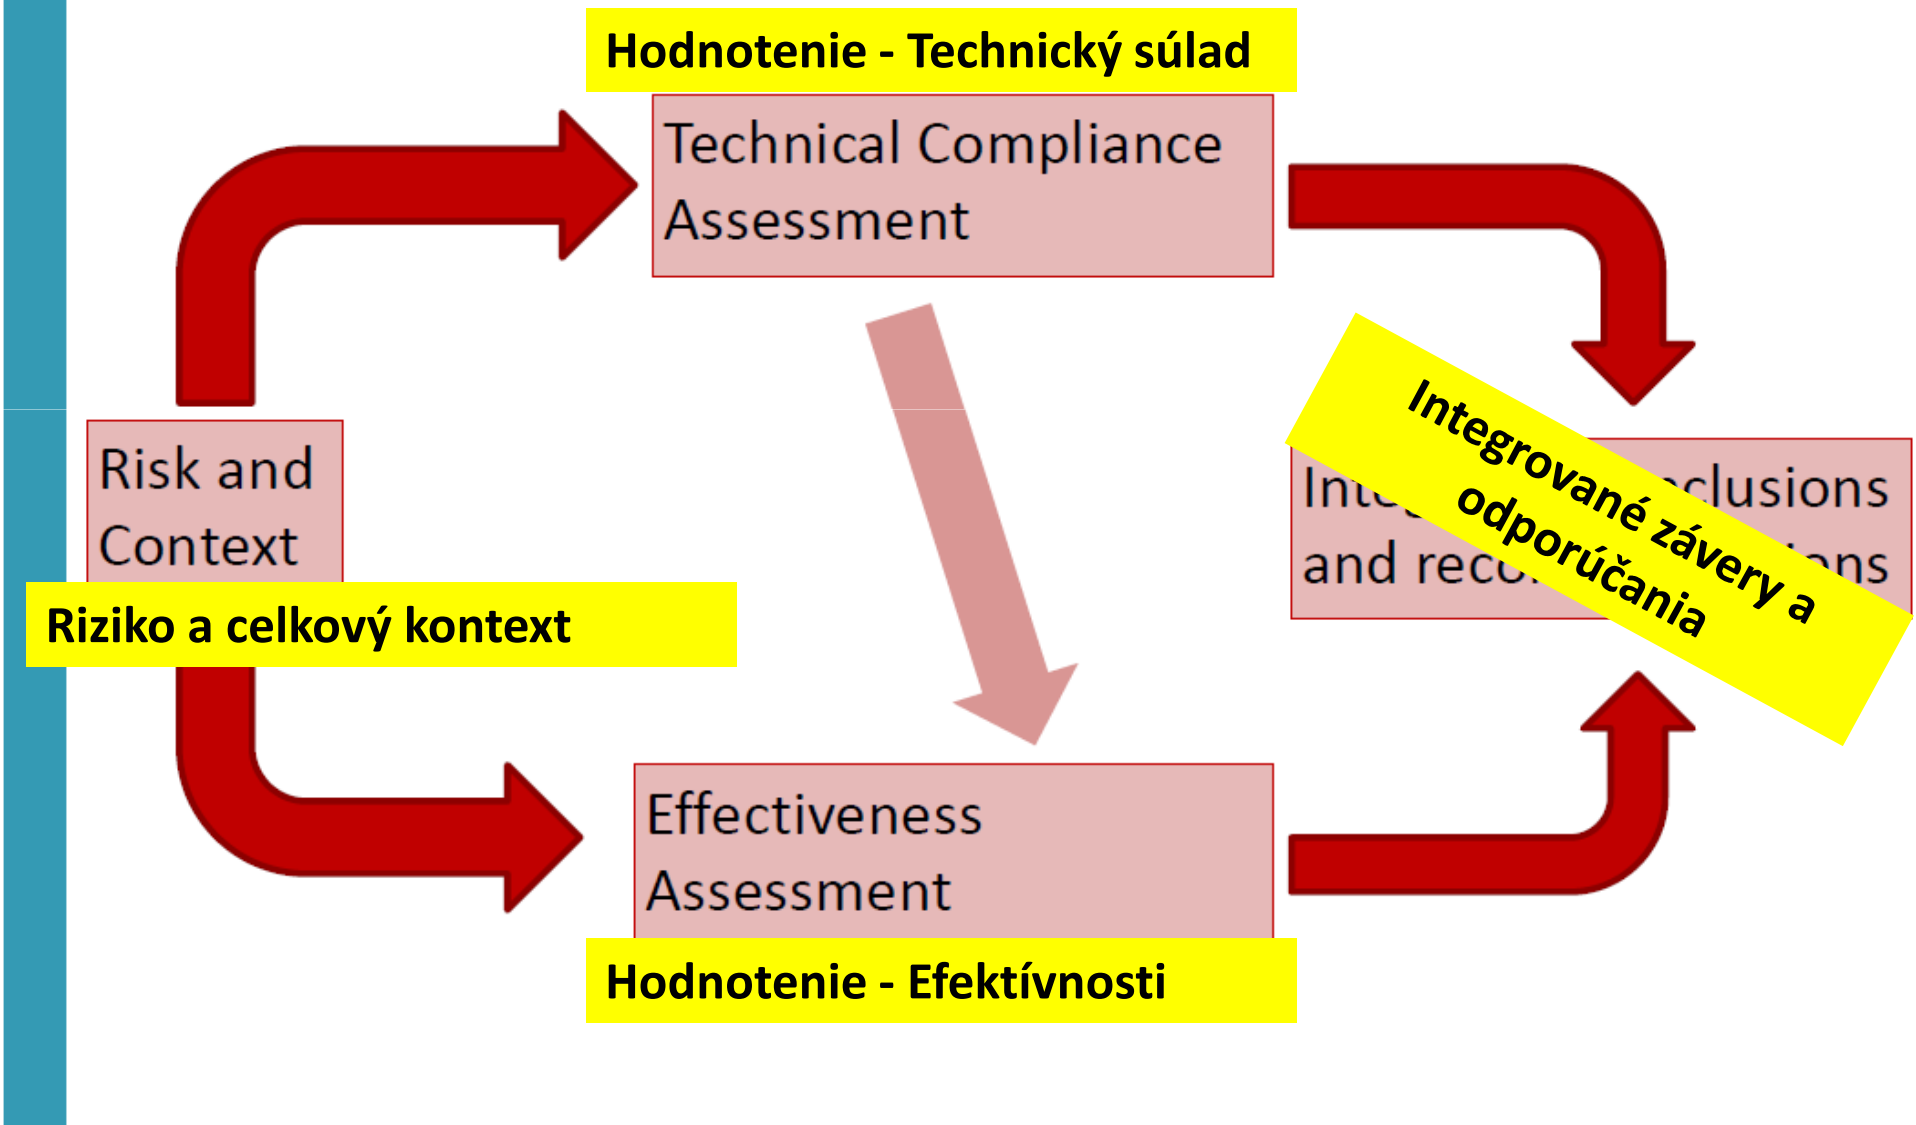 Hodnotenie - Technický súlad
Technical Compliance
Assessment
Risk and
Context
Riziko a celkový kontext
Integrované závery a
odporúčania
and
Effectiveness
Assessment
Hodnotenie - Efektívnosti